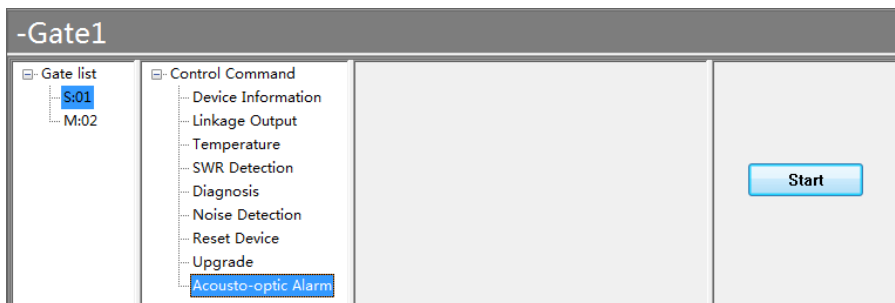 -Gate1
Gate list
S:01
M:02
Control Command
Device Information
Linkage Output
Temperature
SWR Detection
Diagnosis
Noise Detection
Reset Device
Upgrade
Acousto-optic Alarm
Start